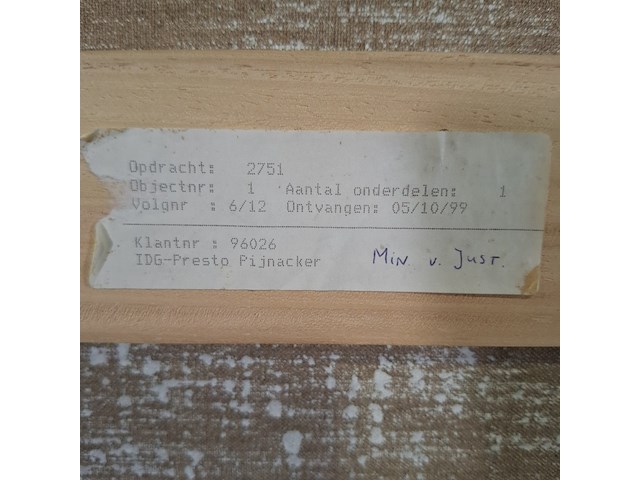 Opdracht: 2751
Objectnr: 1 Aantal onderdelen: 1
Volgnr : 6/12 Ontvangen: 05/10/99
Klantnr : 96026
IDG-Presto Pijnacker Min. v. Just.